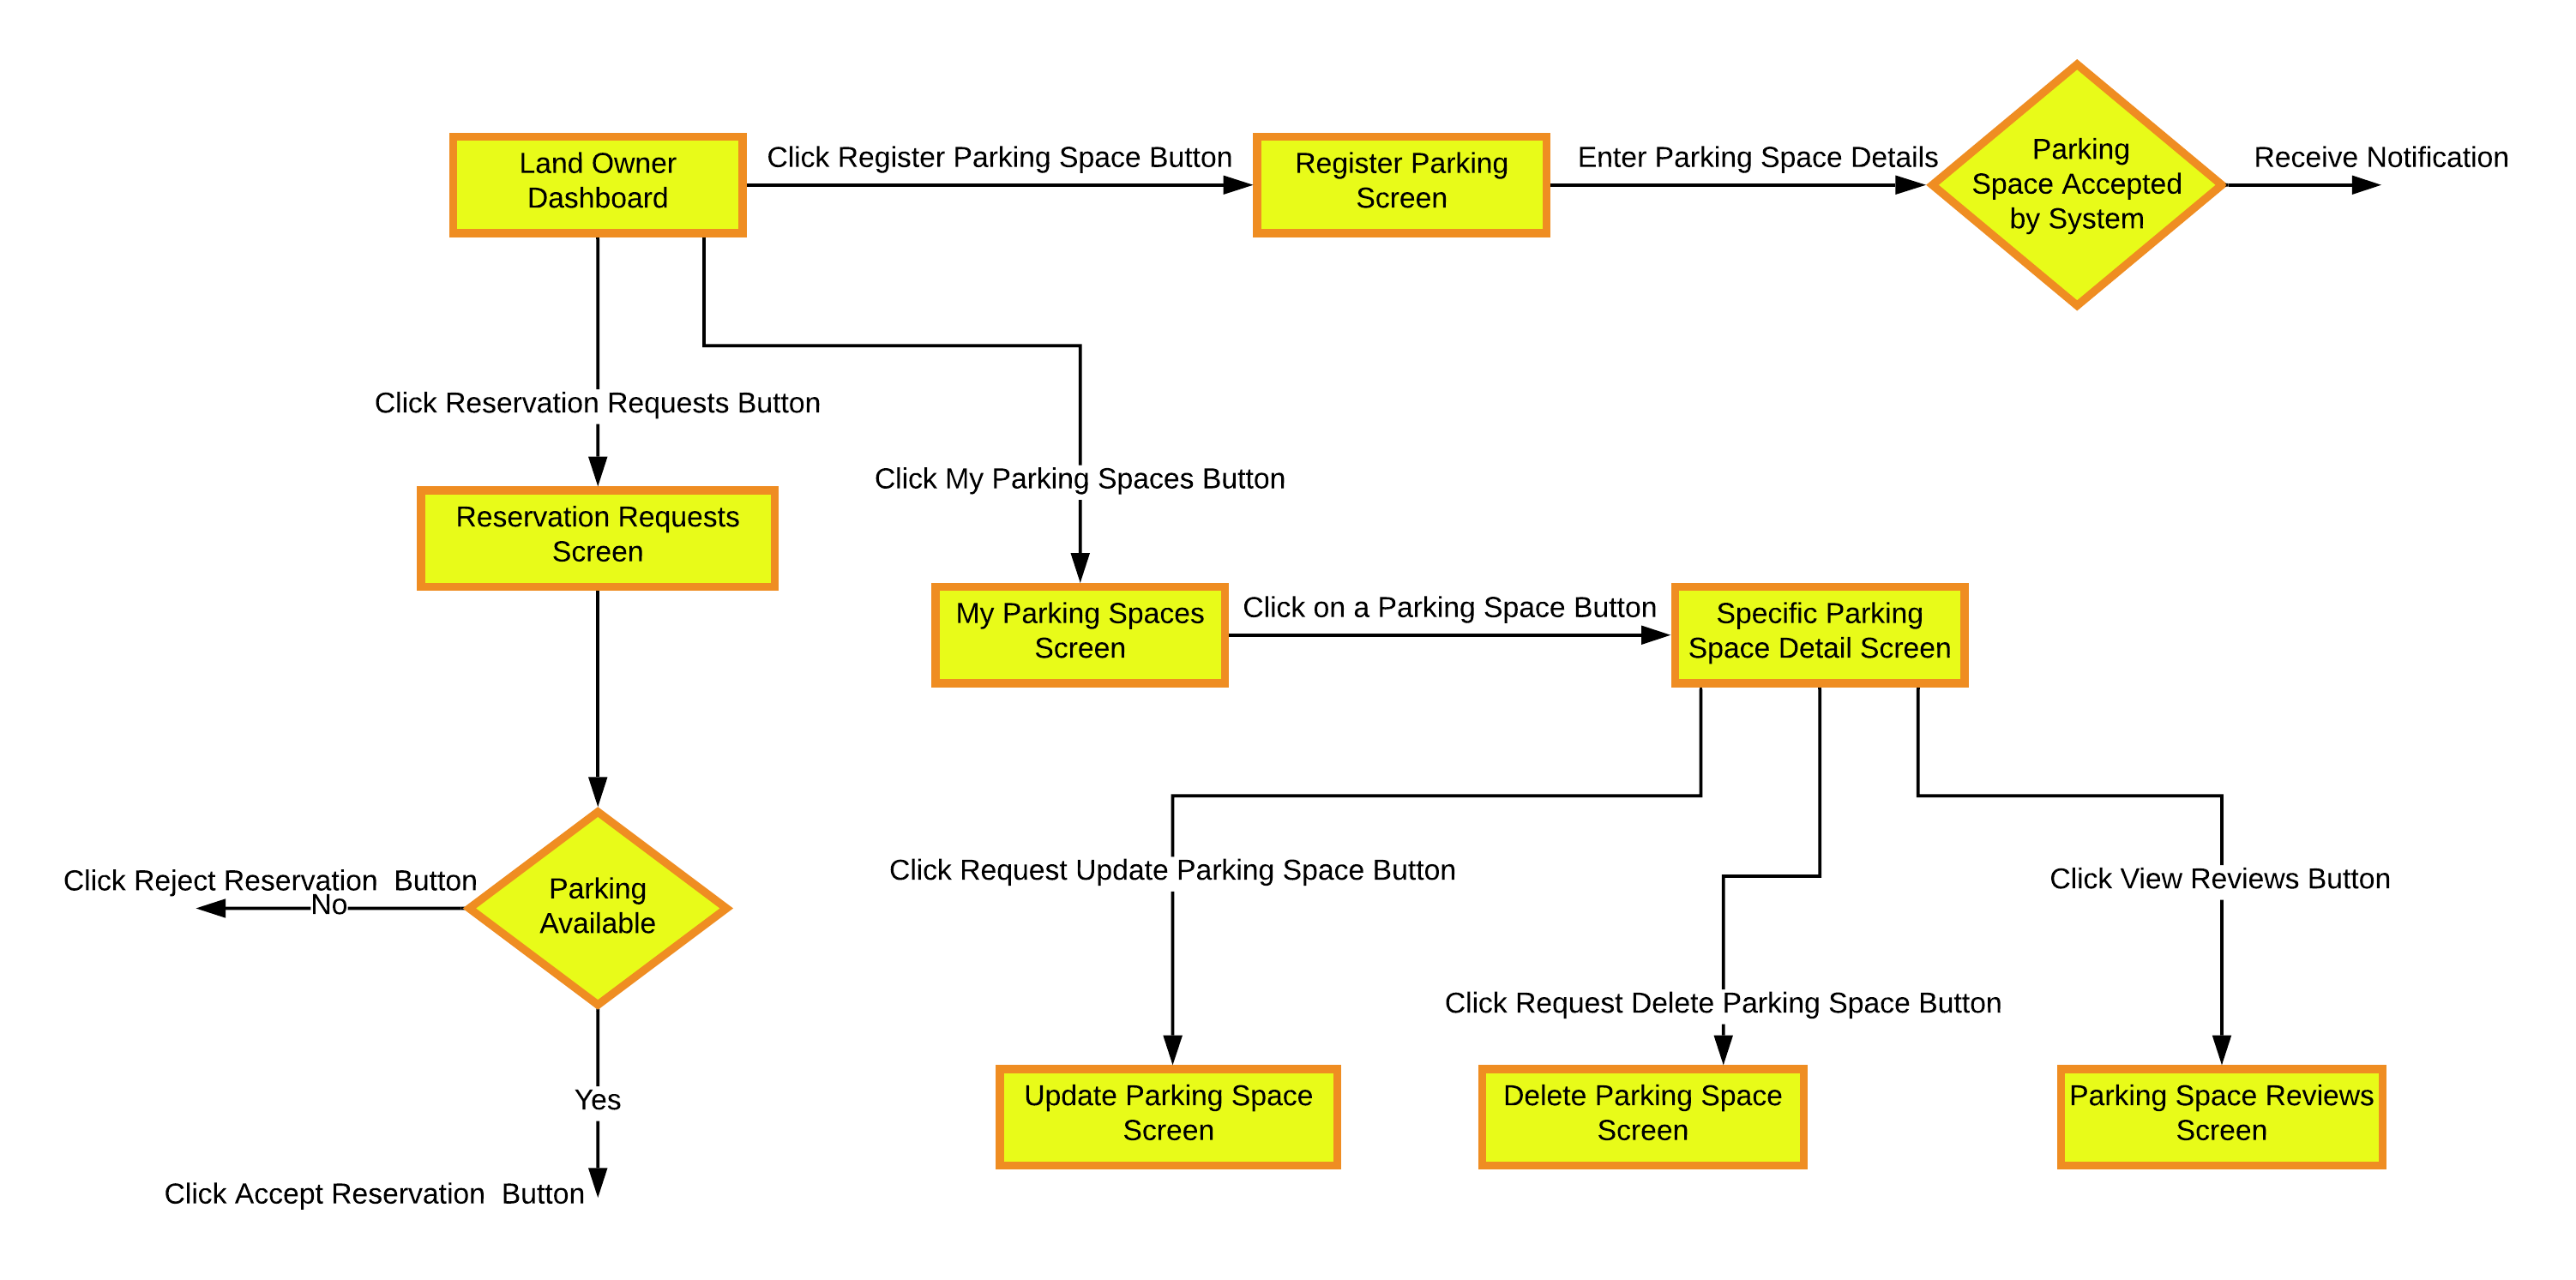 Land Owner
Dashboard
Click Register Parking Space Button
Register Parking
Screen
Enter Parking Space Details
Parking
Space Accepted
by System
Receive Notification
Click Reservation Requests Button
Click My Parking Spaces Button
Reservation Requests
Screen
My Parking Spaces
Screen
Click on a Parking Space Button
Specific Parking
Space Detail Screen
Click Reject Reservation  Button
No
Parking
Available
Click Request Update Parking Space Button
Click View Reviews Button
Click Request Delete Parking Space Button
Yes
Click Accept Reservation  Button
Update Parking Space
Screen
Delete Parking Space
Screen
Parking Space Reviews
Screen